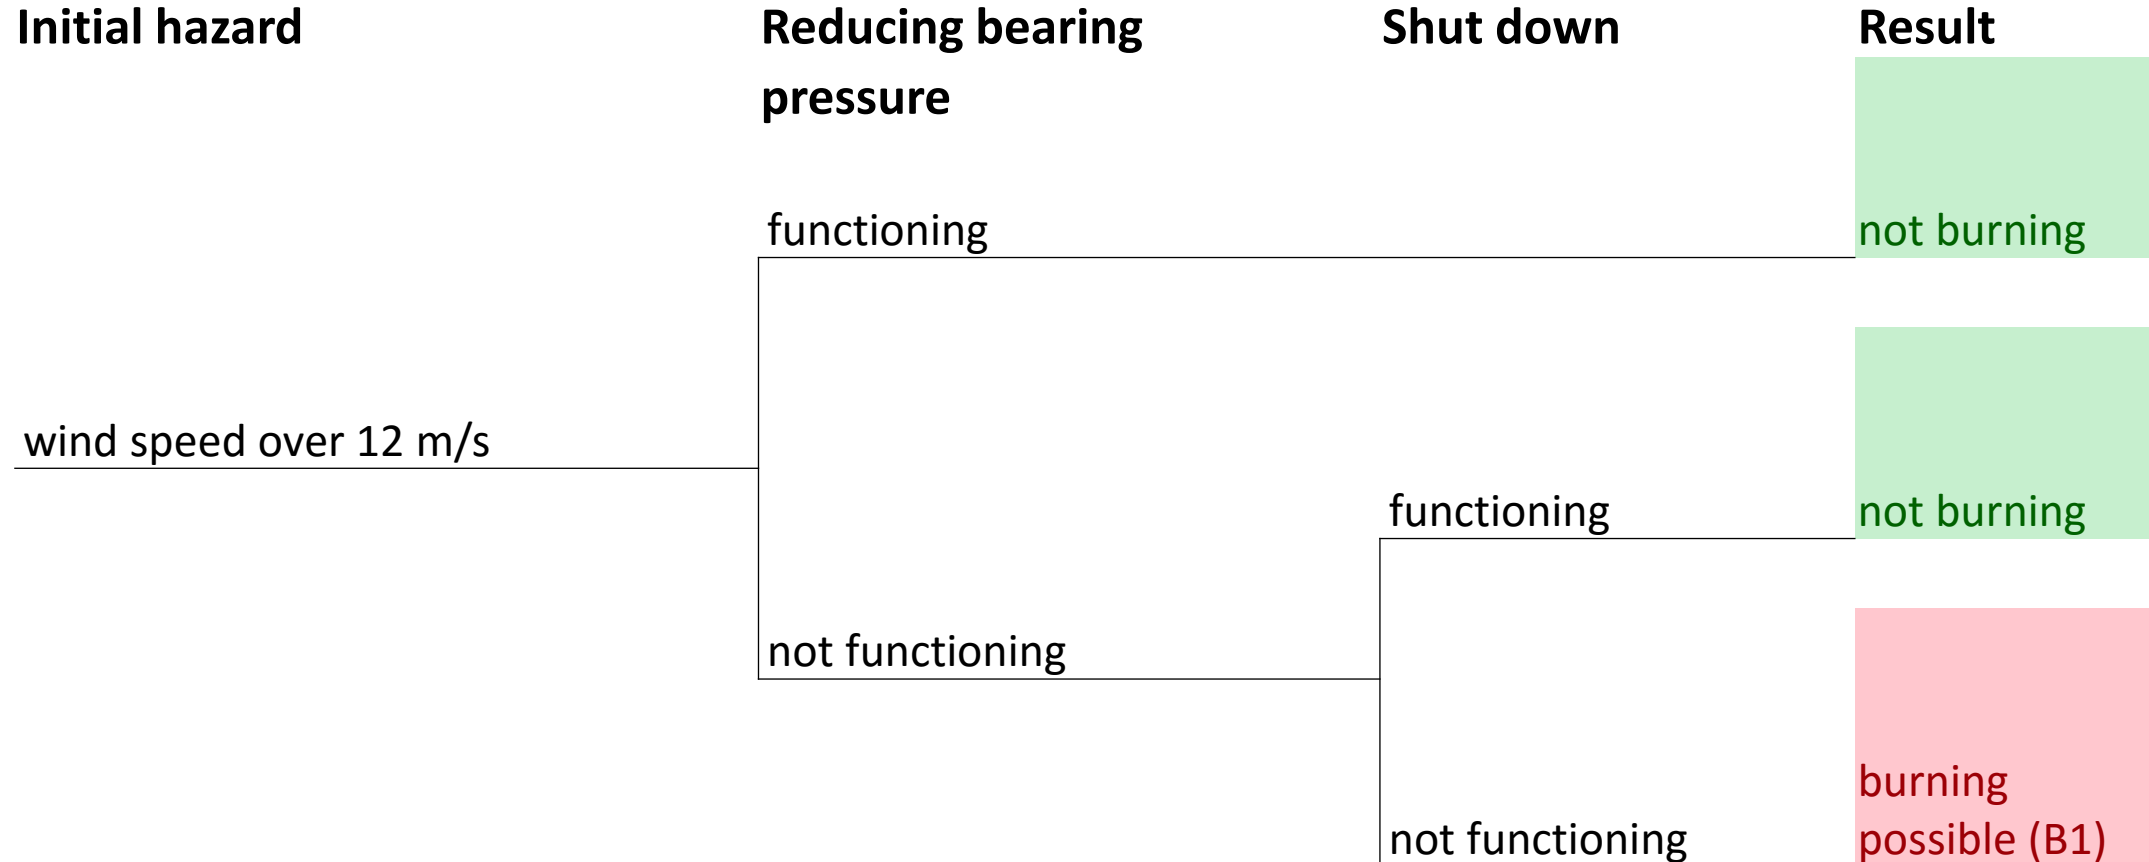 Initial hazard
Reducing bearing
pressure
Shut down
Result
functioning
not burning
wind speed over 12 m/s
functioning
not burning
not functioning
burning
possible (B1)
not functioning